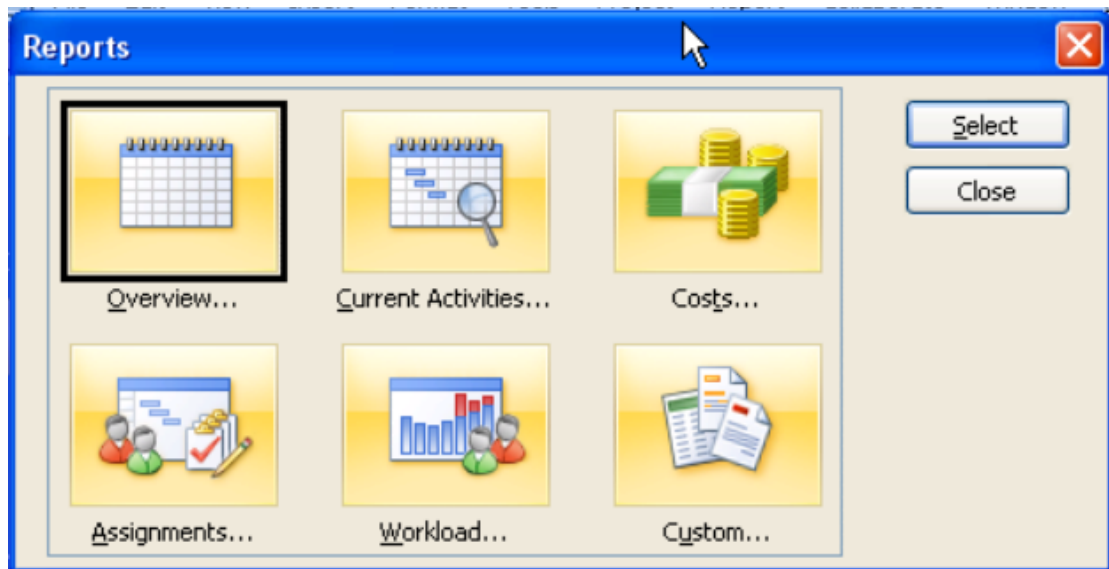 Reports
Select
Close
Overview...
Current Activities...
Costs...
Assignments...
Workload...
Custom...